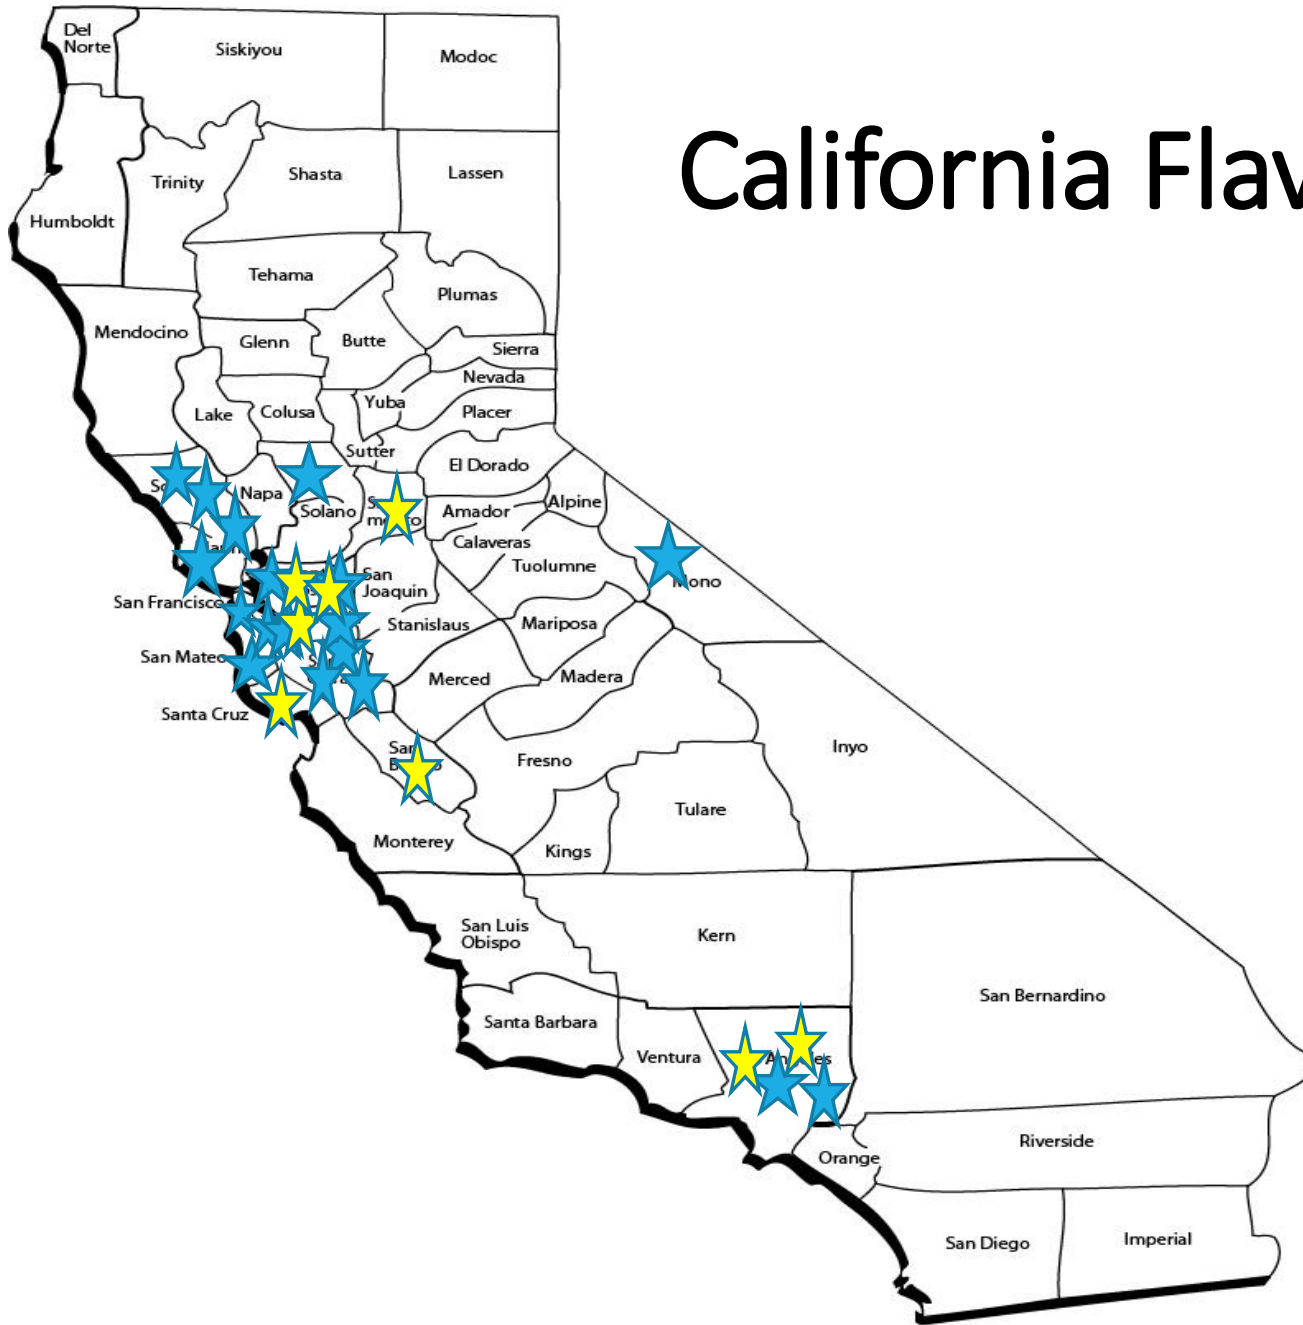 Del
Norte
Siskiyou
Modoc
California Flav
Trinity
Shasta
Lassen
Humboldt
Tehama
Plumas
Mendocino
Glenn
Butte
Sierra
Nevada
Lake
Colusa
Yuba
Placer
Sutter
El Dorado
Napa
Solano
Amador
Alpine
Calaveras
Tuolumne
San
Joaquin
Mono
San Francisco
Stanislaus
Mariposa
San Mateo
Merced
Madera
Santa Cruz
San
Fresno
Inyo
Tulare
Monterey
Kings
San Luis
Obispo
Kern
San Bernardino
Santa Barbara
Ventura
Riverside
Orange
San Diego
Imperial